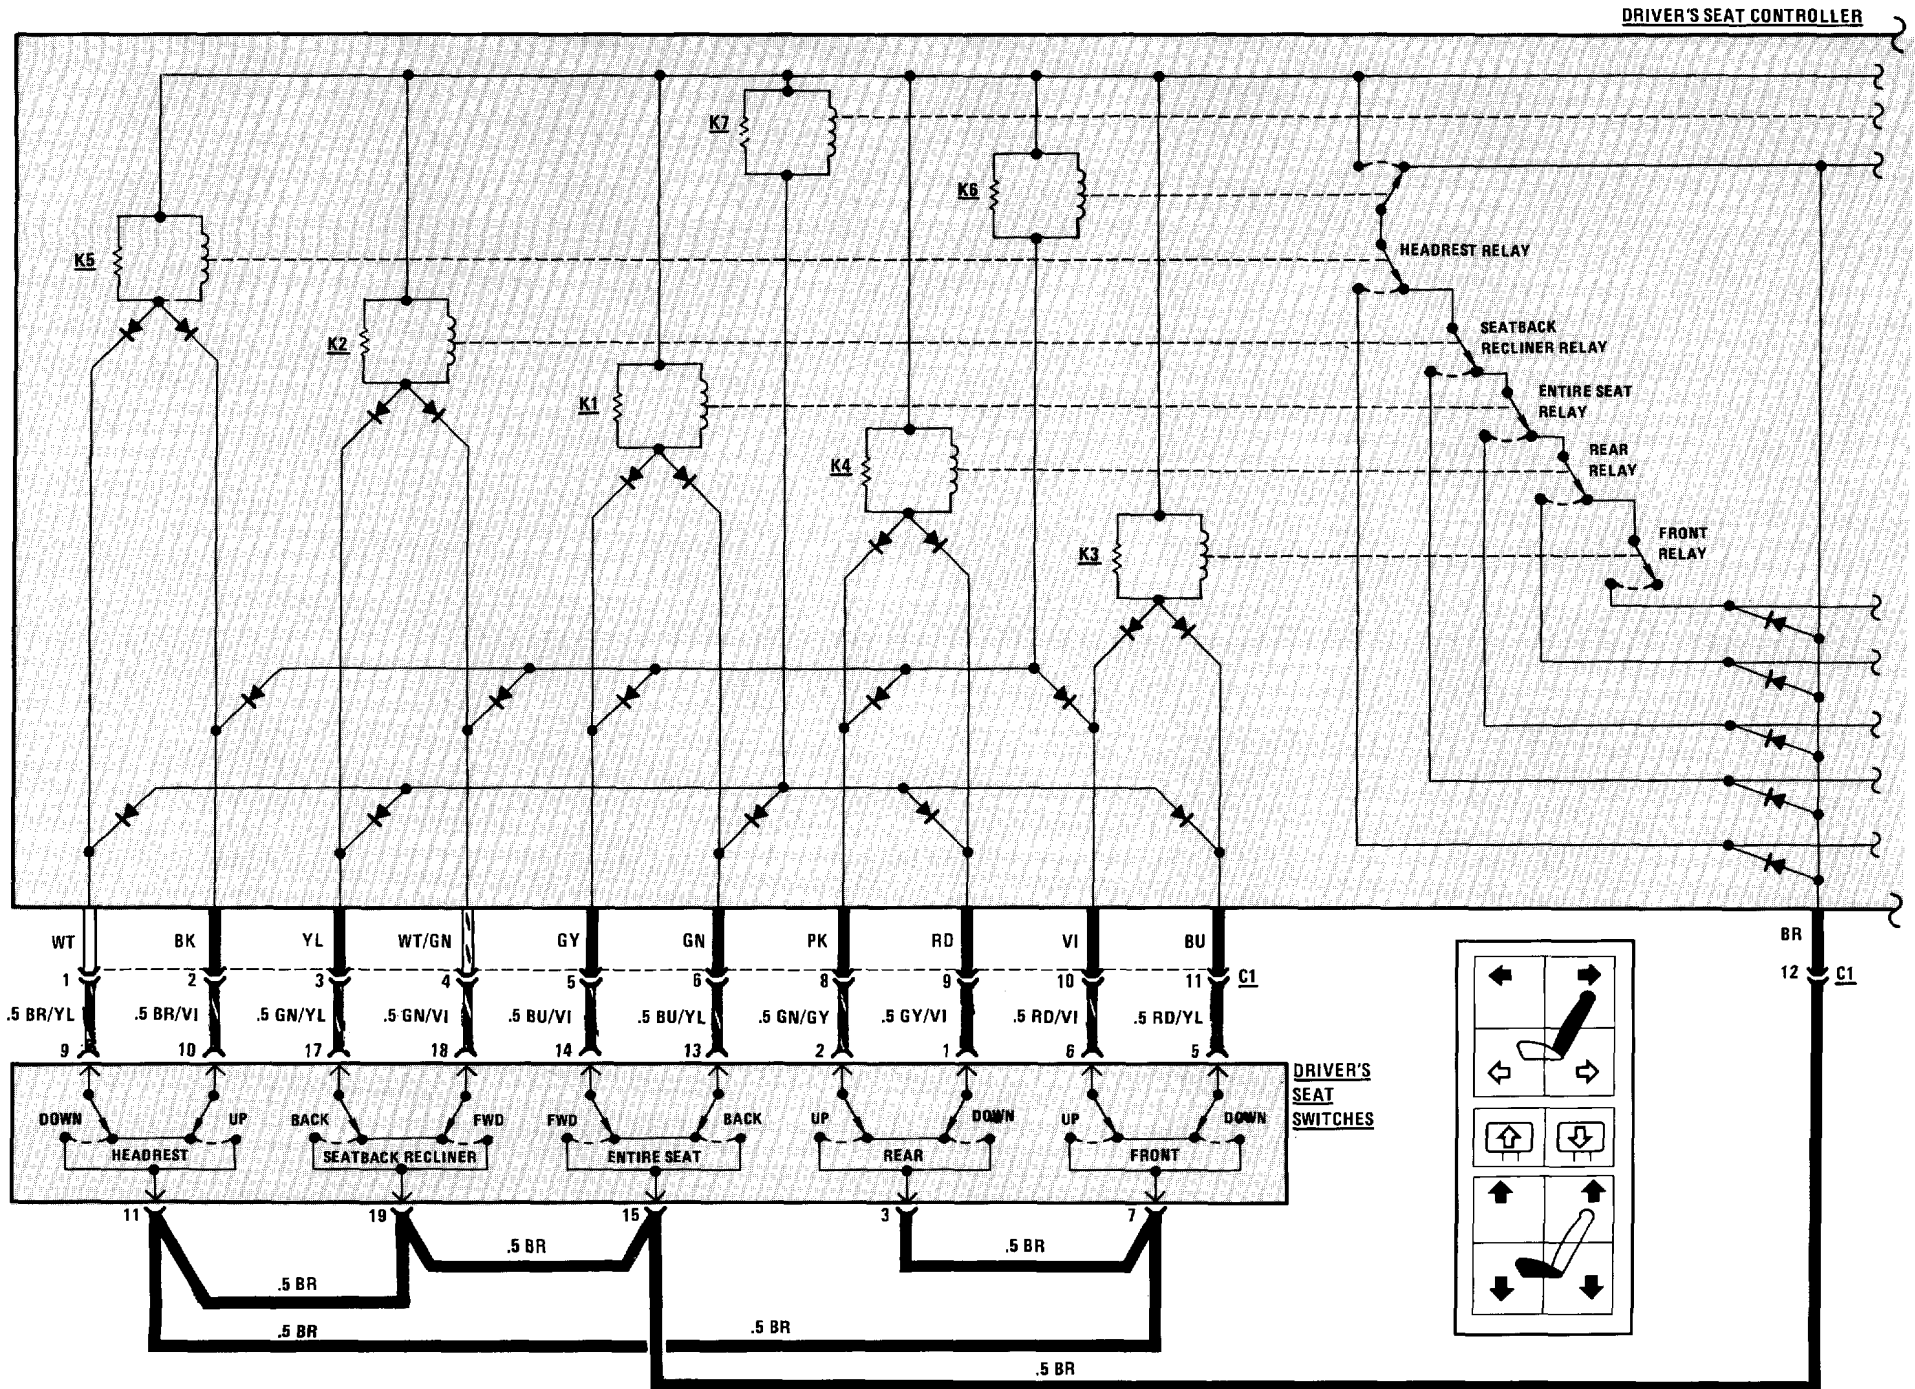 DRIVER'S SEAT CONTROLLER
K7
K6
K5
HEADREST RELAY
K2
SEATBACK
RECLINER RELAY
K1
ENTIRE SEAT
RELAY
K4
REAR
RELAY
K3
FRONT
RELAY
WT BK YL WT/GN GY GN PK RD VI BU BR
1 2 3 4 5 6 8 9 10 11 C1 12 C1
.5 BR/YL .5 BR/VI .5 GN/YL .5 GN/VI .5 BU/VI .5 BU/YL .5 GN/GY .5 GY/VI .5 RD/VI .5 RD/YL
9 10 17 18 14 13 2 1 6 5
DRIVER'S
SEAT
SWITCHES
DOWN UP BACK FWD FWD BACK UP DOWN UP DOWN
HEADREST SEATBACK RECLINER ENTIRE SEAT REAR FRONT
11 19 15 3 7
.5 BR .5 BR
.5 BR
.5 BR .5 BR
.5 BR